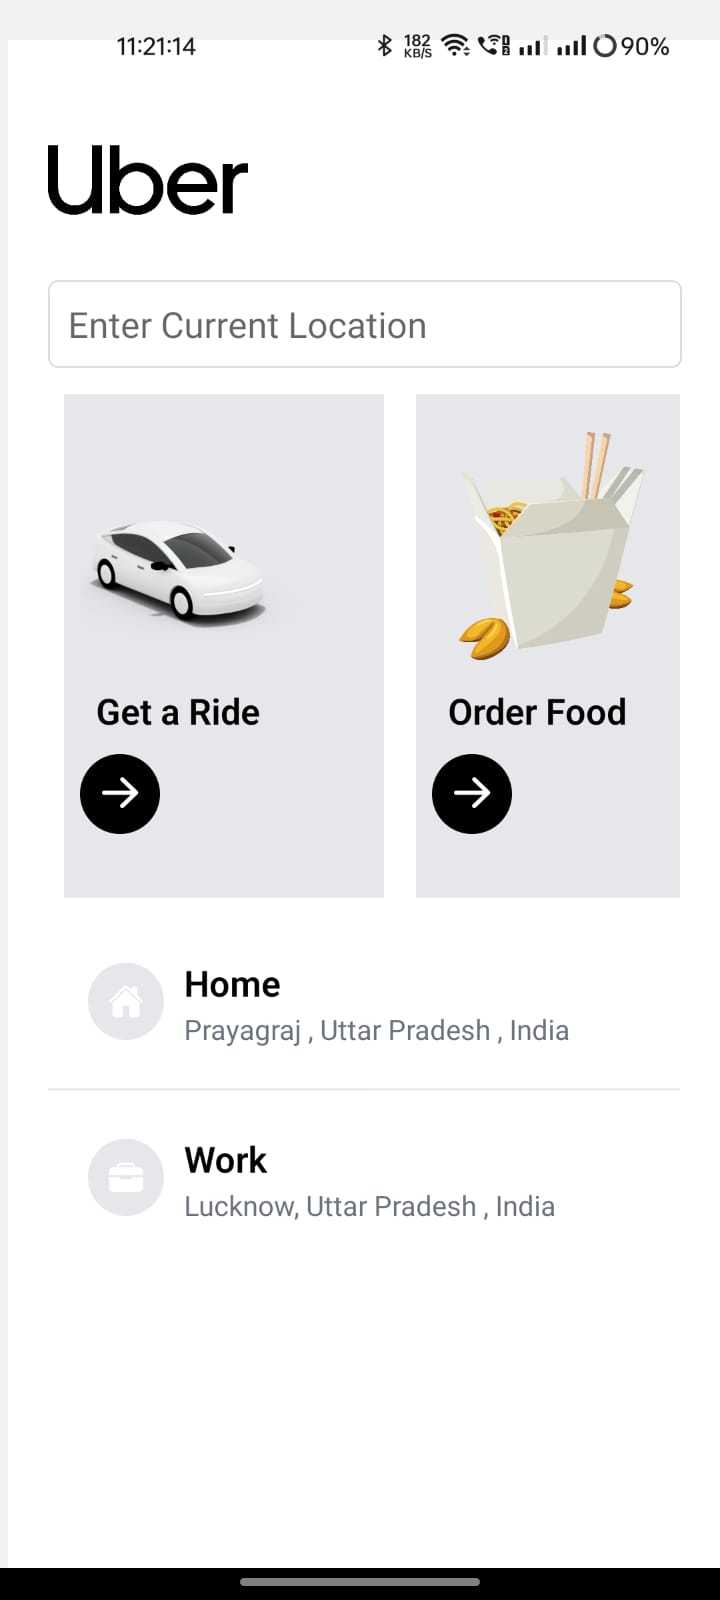 11:21:14
182
KB/S
90%
Uber
Enter Current Location
Get a Ride
Order Food
Home
Prayagraj , Uttar Pradesh , India
Work
Lucknow, Uttar Pradesh , India